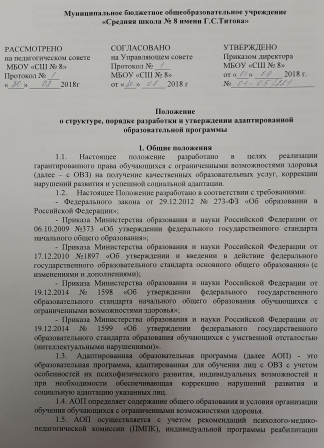 Муниципальное бюджетное общеобразовательное учреждение
«Средняя школа № 8 имени Г.С.Титова»
РАССМОТРЕНО СОГЛАСОВАНО УТВЕРЖДЕНО
на педагогическом совете на Управляющем совете Приказом директора
МБОУ «СШ № 8» Протокол № 1 МБОУ «СШ № 8»
Протокол № 1 МБОУ «СШ № 8» от « » 2018 г.
« » 2018г от « » 2018 г. №
Положение
о структуре, порядке разработки и утверждении адаптированной
образовательной программы
1. Общие положения
1.1. Настоящее положение разработано в целях реализации
гарантированного права обучающихся с ограниченными возможностями здоровья
(далее – с ОВЗ) на получение качественных образовательных услуг, коррекции
нарушений развития и успешной социальной адаптации.
1.2. Настоящее Положение разработано в соответствии с требованиями:
- Федерального закона от 29.12.2012 № 273-ФЗ «Об образовании в
Российской Федерации»;
- Приказа Министерства образования и науки Российской Федерации от
06.10.2009 №373 «Об утверждении федерального государственного стандарта
начального общего образования»;
- Приказа Министерства образования и науки Российской Федерации от
17.12.2010 №1897 «Об утверждении и введении в действие федерального
государственного образовательного стандарта основного общего образования» (с
изменениями и дополнениями);
- Приказа Министерства образования и науки Российской Федерации от
19.12.2014 № 1598 «Об утверждении федерального государственного
образовательного стандарта начального общего образования обучающихся с
ограниченными возможностями здоровья»;
- Приказа Министерства образования и науки Российской Федерации от
19.12.2014 № 1599 «Об утверждении федерального государственного
образовательного стандарта образования обучающихся с умственной отсталостью
(интеллектуальными нарушениями)».
1.3. Адаптированная образовательная программа (далее АОП) - это
образовательная программа, адаптированная для обучения лиц с ОВЗ с учетом
особенностей их психофизического развития, индивидуальных возможностей и
при необходимости обеспечивающая коррекцию нарушений развития и
социальную адаптацию указанных лиц.
1.4. АОП определяет содержание общего образования и условия организации
обучения обучающихся с ограниченными возможностями здоровья.
1.5. АОП осуществляется с учетом рекомендаций психолого-медико-
педагогической комиссии (ПМПК), индивидуальной программы реабилитации